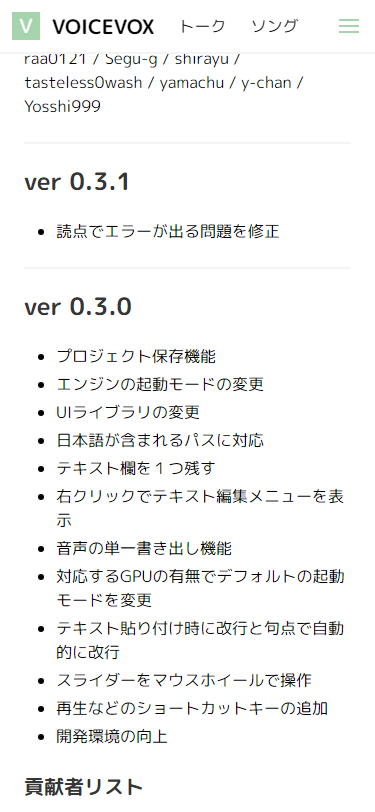 V VOICEVOX トーク ソング
raa0121 / Segu-g / shirayu /
tasteless0wash / yamachu / y-chan /
Yosshi999
ver 0.3.1
読点でエラーが出る問題を修正
ver 0.3.0
プロジェクト保存機能
エンジンの起動モードの変更
UIライブラリの変更
日本語が含まれるパスに対応
テキスト欄を１つ残す
右クリックでテキスト編集メニューを表
示
音声の単一書き出し機能
対応するGPUの有無でデフォルトの起動
モードを変更
テキスト貼り付け時に改行と句点で自動
的に改行
スライダーをマウスホイールで操作
再生などのショートカットキーの追加
開発環境の向上
貢献者リスト